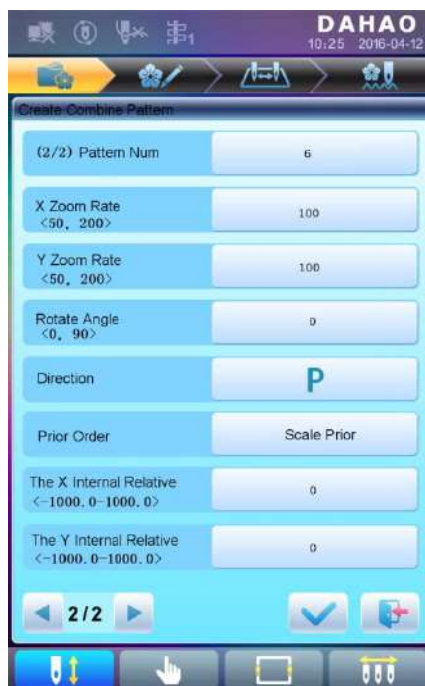 DAHAO
10:25 2016-04-12
1
Create Combine Pattern
(2/2) Pattern Num
6
X Zoom Rate
<50, 200>
100
Y Zoom Rate
<50, 200>
100
Rotate Angle
<0, 90>
0
Direction
P
Prior Order
Scale Prior
The X Internal Relative
<-1000.0-1000.0>
0
The Y Internal Relative
<-1000.0-1000.0>
0
2/2